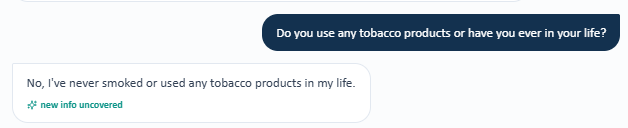 Do you use any tobacco products or have you ever in your life?
No, I've never smoked or used any tobacco products in my life.
new info uncovered